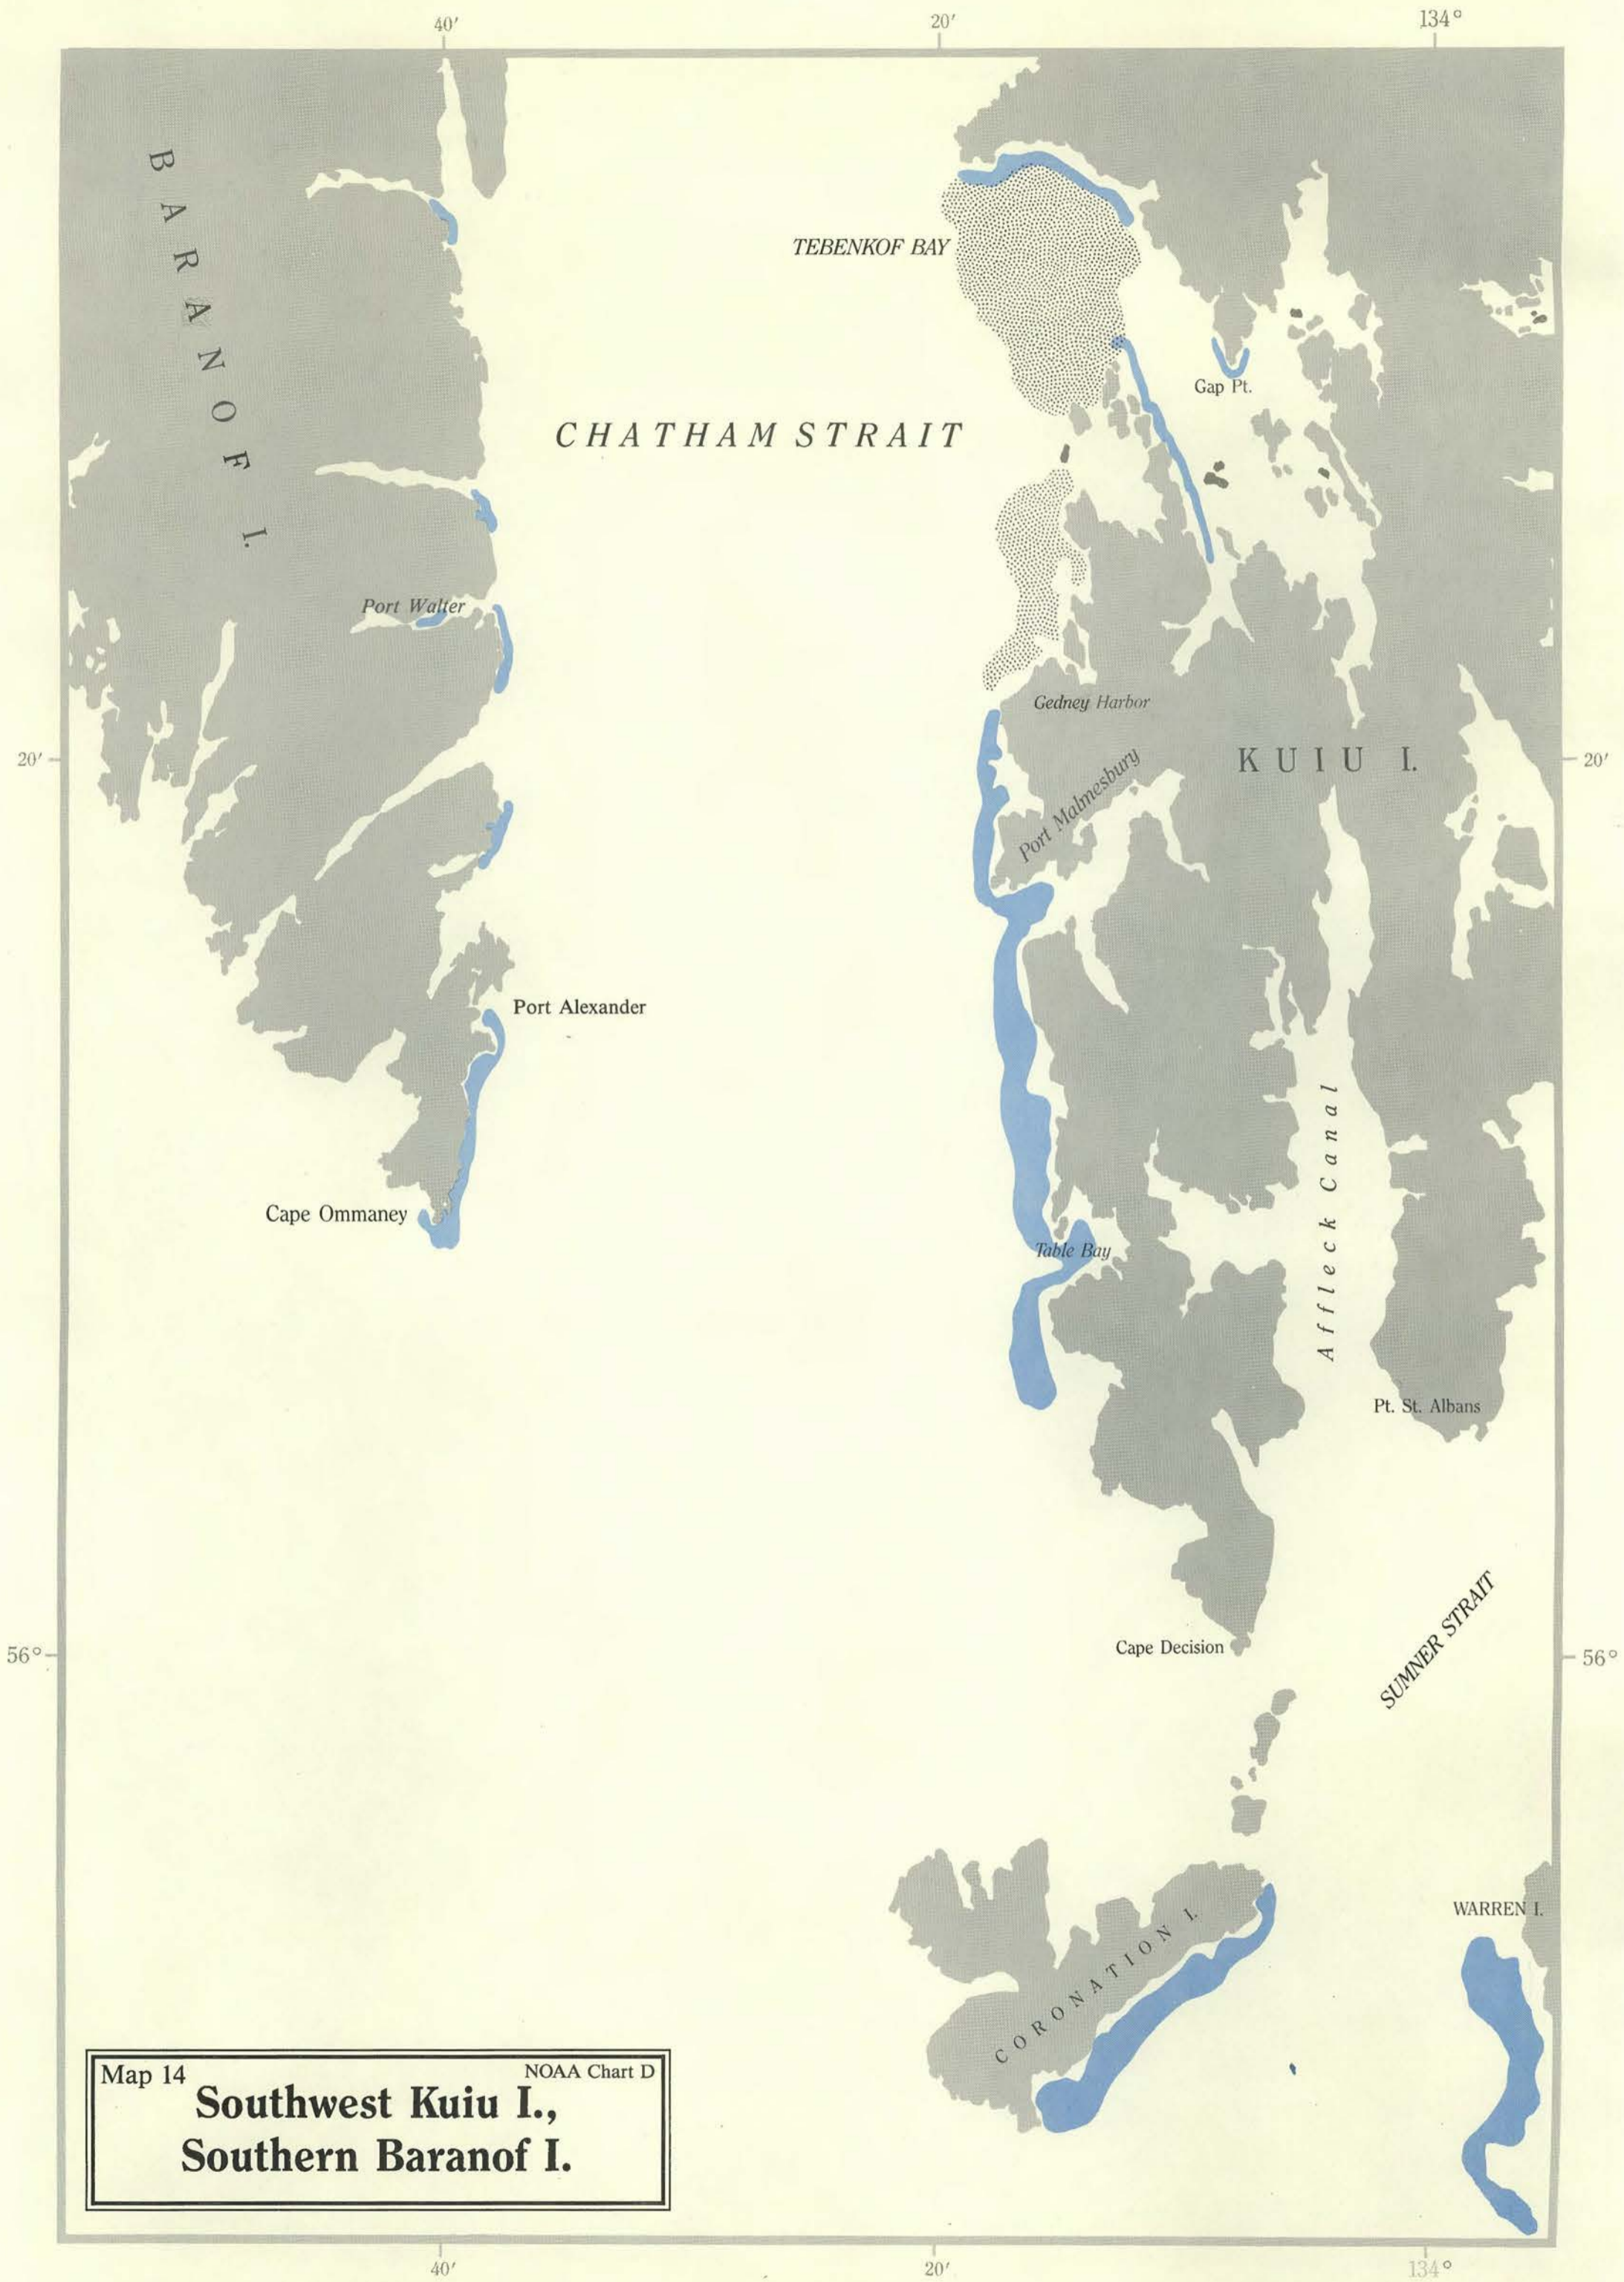 40′ 20′ 134°
BARANOF I.
TEBENKOF BAY
Gap Pt.
CHATHAM STRAIT
Port Walter
Gedney Harbor
20′ KUIU I. 20′
Port Malmesbury
Port Alexander
Affleck Canal
Cape Ommaney
Table Bay
Pt. St. Albans
SUMNER STRAIT
Cape Decision
56° 56°
WARREN I.
CORONATION I.
Map 14 NOAA Chart D
Southwest Kuiu I.,
Southern Baranof I.
40′ 20′ 134°